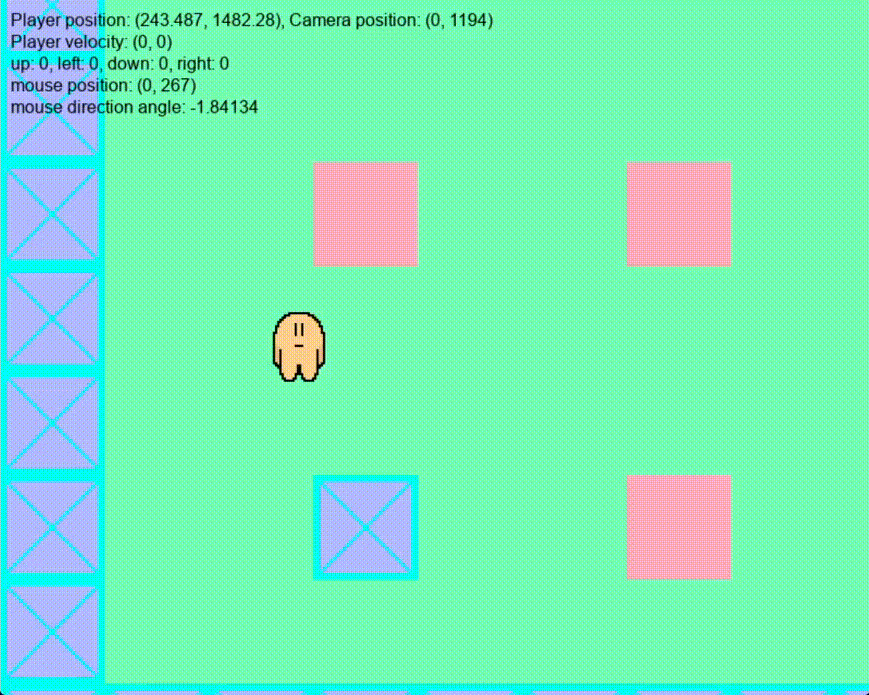 Player position: (243.487, 1482.28), Camera position: (0, 1194)
Player velocity: (0, 0)
up: 0, left: 0, down: 0, right: 0
mouse position: (0, 267)
mouse direction angle: -1.84134